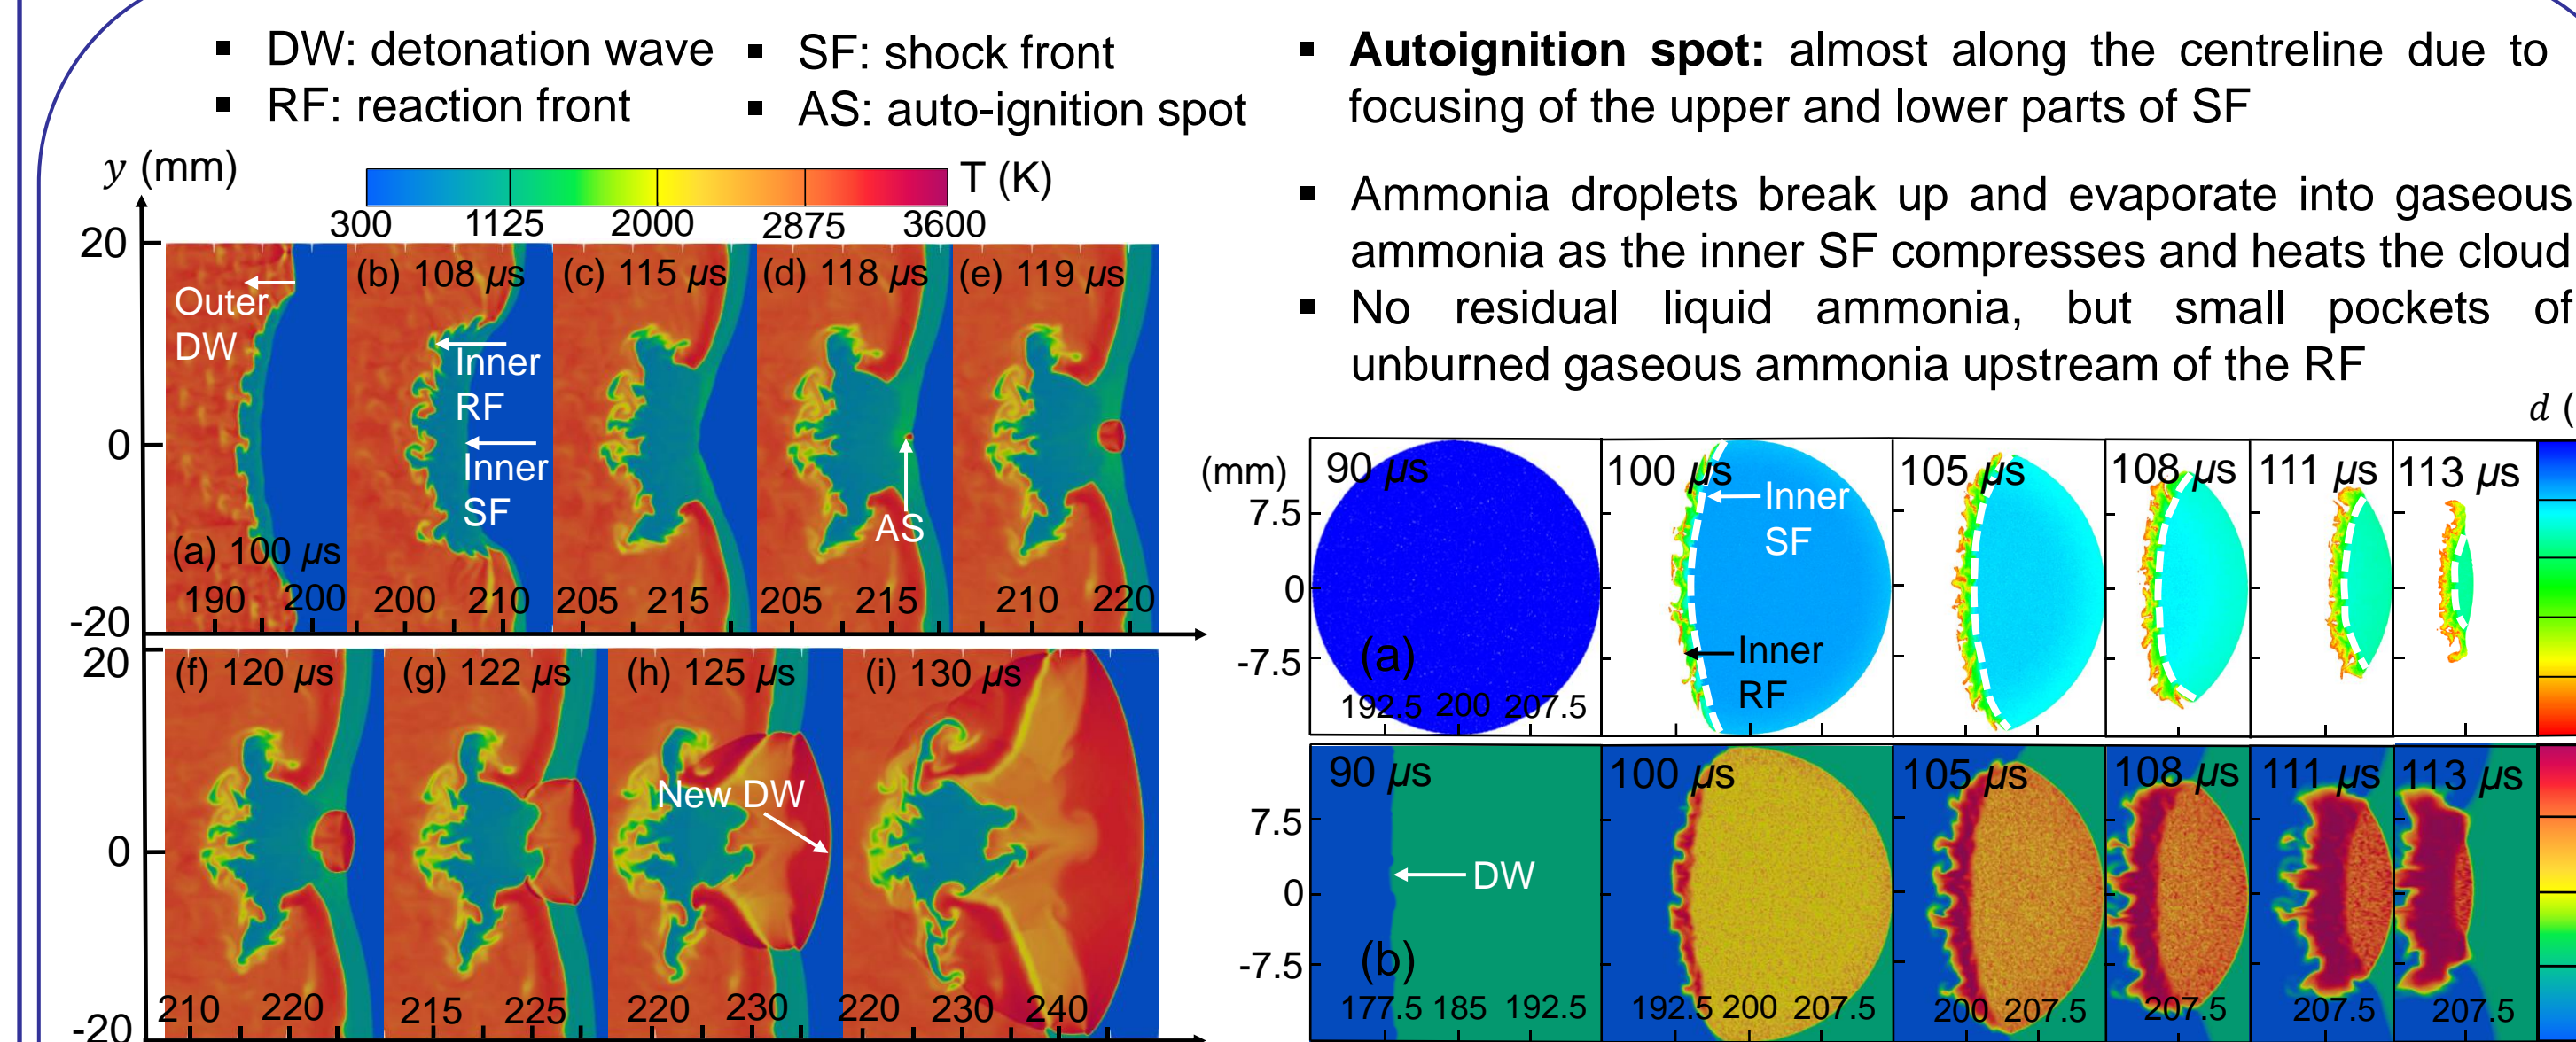 ▪ DW: detonation wave ▪ SF: shock front
▪ RF: reaction front ▪ AS: auto-ignition spot
y (mm)
T (K)
300 1125 2000 2875 3600
20
0
-20
Outer
DW
(a) 100 μs
190 200
(b) 108 μs
Inner
RF
Inner
SF
200 210
(c) 115 μs
205 215
(d) 118 μs
AS
205 215
(e) 119 μs
210 220
20
0
-20
(f) 120 μs
210 220
(g) 122 μs
215 225
(h) 125 μs
New DW
220 230
(i) 130 μs
220 230 240
▪ Autoignition spot: almost along the centreline due to
focusing of the upper and lower parts of SF
▪ Ammonia droplets break up and evaporate into gaseous
ammonia as the inner SF compresses and heats the cloud
▪ No residual liquid ammonia, but small pockets of
unburned gaseous ammonia upstream of the RF
d (
(mm)
7.5
0
-7.5
90 μs
(a)
192.5 200 207.5
100 μs
Inner
SF
Inner
RF
105 μs
108 μs
111 μs
113 μs
7.5
0
-7.5
90 μs
DW
(b)
177.5 185 192.5
100 μs
192.5 200 207.5
105 μs
200 207.5
108 μs
207.5
111 μs
207.5
113 μs
207.5